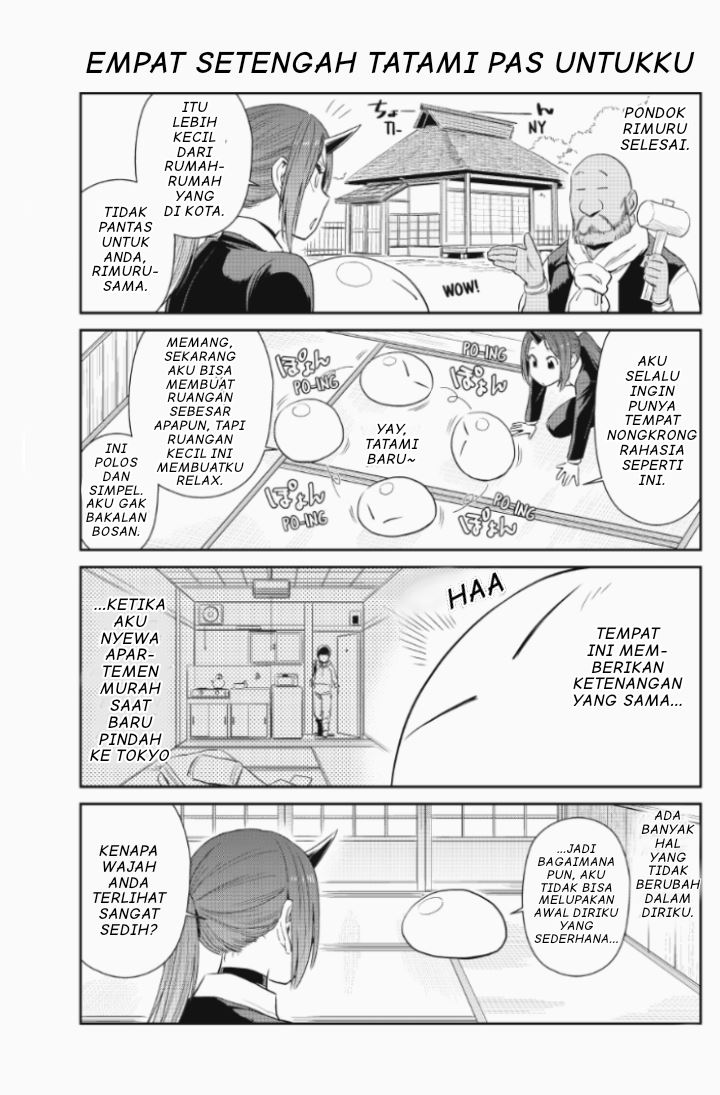 EMPAT SETENGAH TATAMI PAS UNTUKKU
PONDOK
RIMURU
SELESAI.
ちょ
ん
TI-
NY
WOW!
ITU
LEBIH
KECIL
DARI
RUMAH-
RUMAH
YANG
DI KOTA.
TIDAK
PANTAS
UNTUK
ANDA,
RIMURU-
SAMA.
AKU
SELALU
INGIN
PUNYA
TEMPAT
NONGKRONG
RAHASIA
SEPERTI
INI.
PO-ING
ぽょん
ぽょん
PO-ING
YAY,
TATAMI
BARU~
PO-ING
ぽょん
ぽょん
PO-ING
MEMANG,
SEKARANG
AKU BISA
MEMBUAT
RUANGAN
SEBESAR
APAPUN, TAPI
RUANGAN
KECIL INI
MEMBUATKU
RELAX.
INI
POLOS
DAN
SIMPEL.
AKU GAK
BAKALAN
BOSAN.
HAA
TEMPAT
INI MEM-
BERIKAN
KETENANGAN
YANG SAMA...
...KETIKA
AKU
NYEWA
APAR-
TEMEN
MURAH
SAAT
BARU
PINDAH
KE TOKYO
ADA
BANYAK
HAL
YANG
TIDAK
BERUBAH
DALAM
DIRIKU.
...JADI
BAGAIMANA
PUN, AKU
TIDAK BISA
MELUPAKAN
AWAL DIRIKU
YANG
SEDERHANA...
KENAPA
WAJAH
ANDA
TERLIHAT
SANGAT
SEDIH?